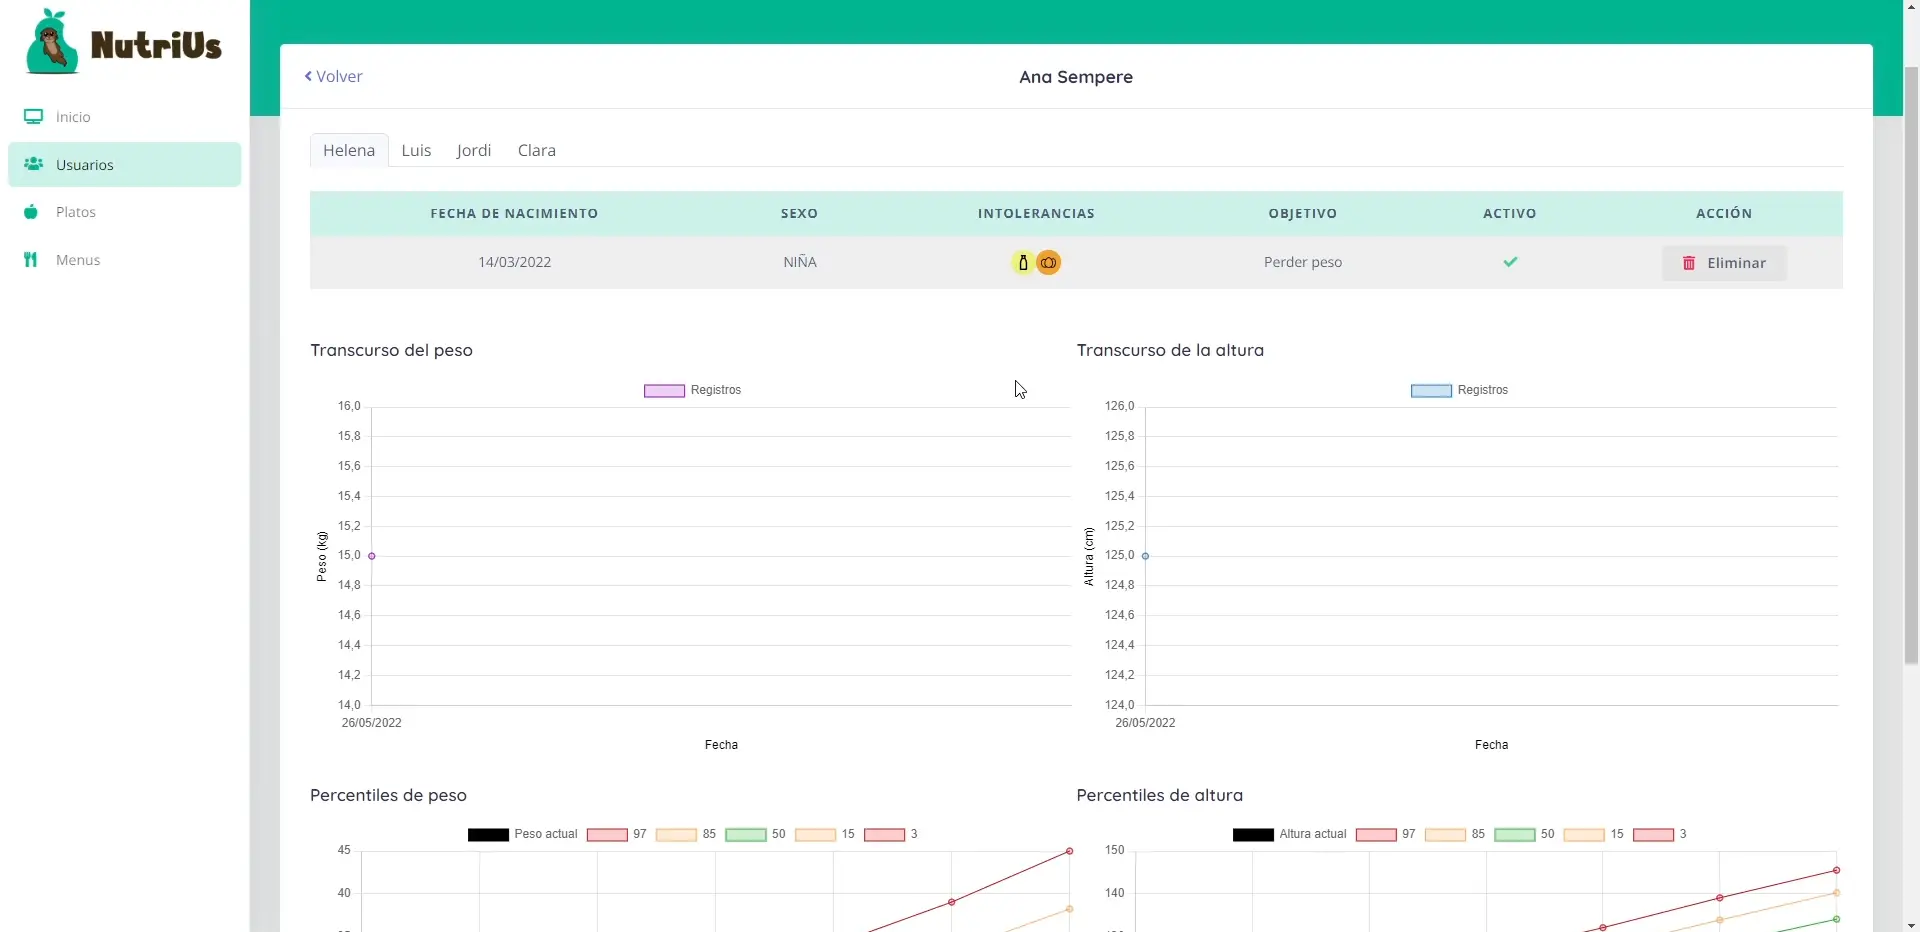 NutriUs
Inicio
Usuarios
Platos
Menus
Volver
Ana Sempere
Helena Luis Jordi Clara
FECHA DE NACIMIENTO SEXO INTOLERANCIAS OBJETIVO ACTIVO ACCIÓN
14/03/2022 NIÑA Perder peso Eliminar
Transcurso del peso
Registros
16,0
15,8
15,6
15,4
15,2
15,0
14,8
14,6
14,4
14,2
14,0
Peso (kg)
26/05/2022
Fecha
Transcurso de la altura
Registros
126,0
125,8
125,6
125,4
125,2
125,0
124,8
124,6
124,4
124,2
124,0
Altura (cm)
26/05/2022
Fecha
Percentiles de peso
Peso actual 97 85 50 15 3
45
40
Percentiles de altura
Altura actual 97 85 50 15 3
150
140